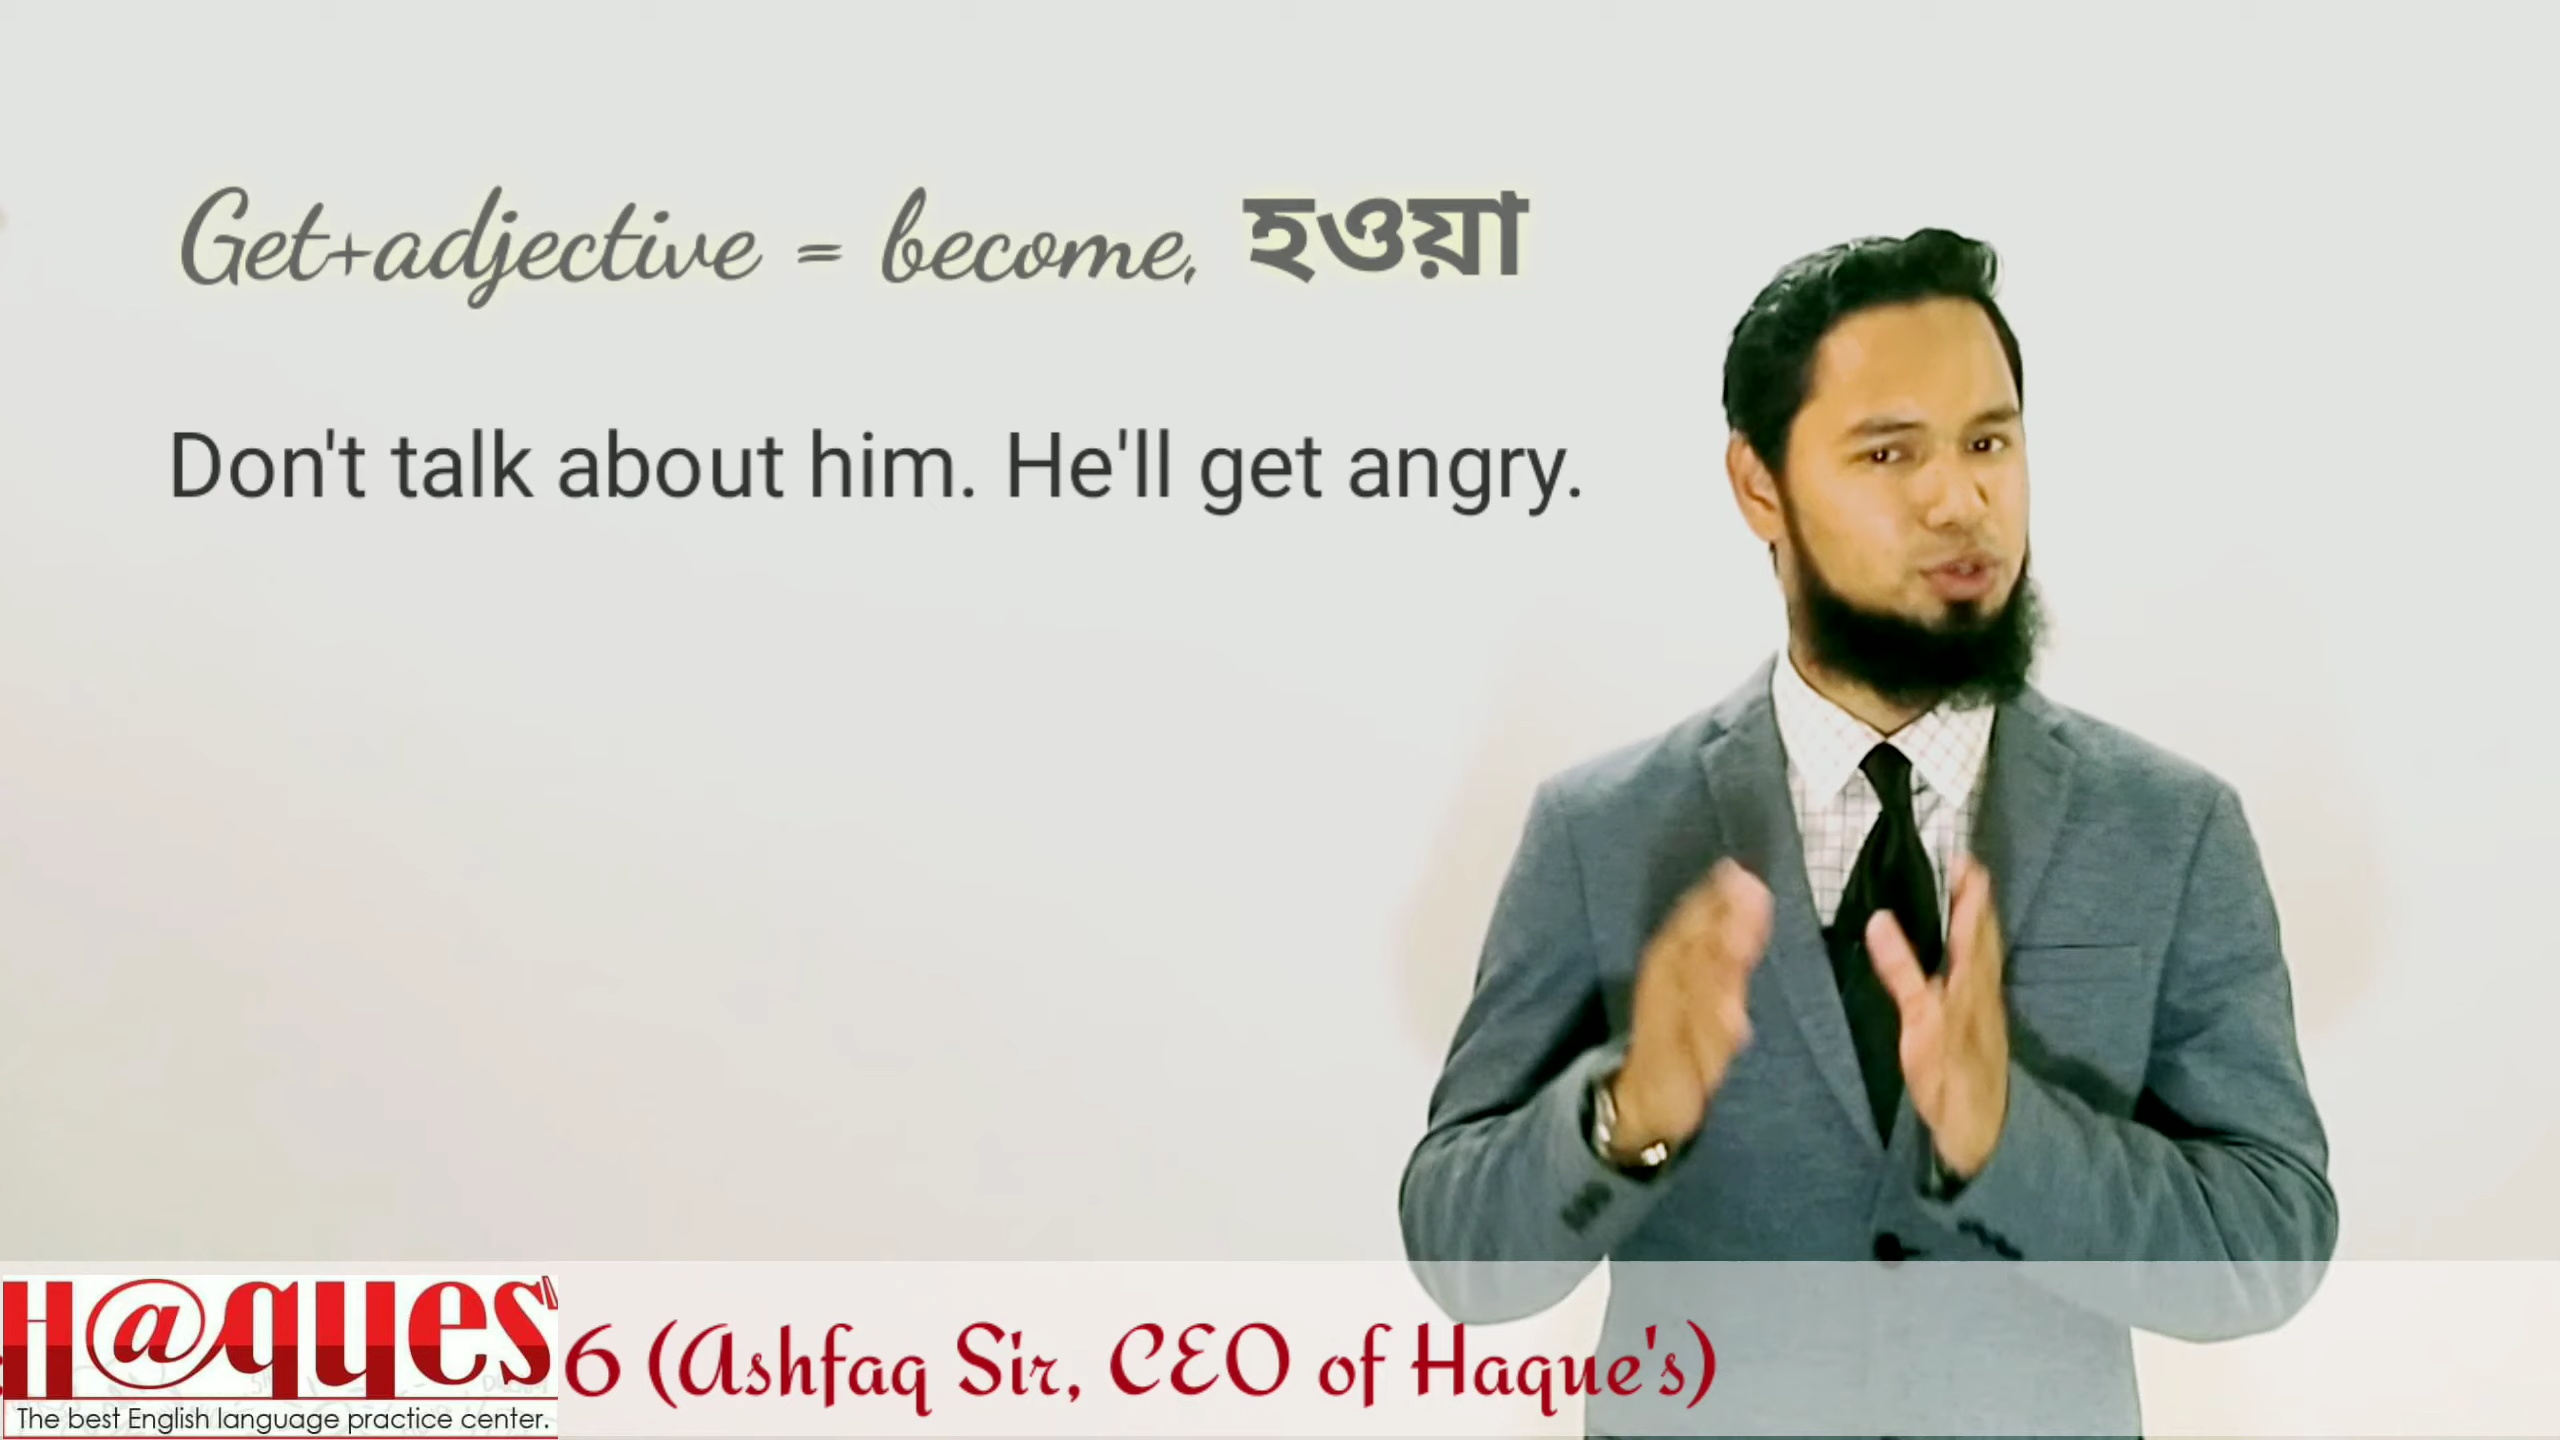 Get+adjective = become, হওয়া
Don't talk about him. He'll get angry.
H@ques'
6 (Ashfaq Sir, CEO of Haque's)
The best English language practice center.